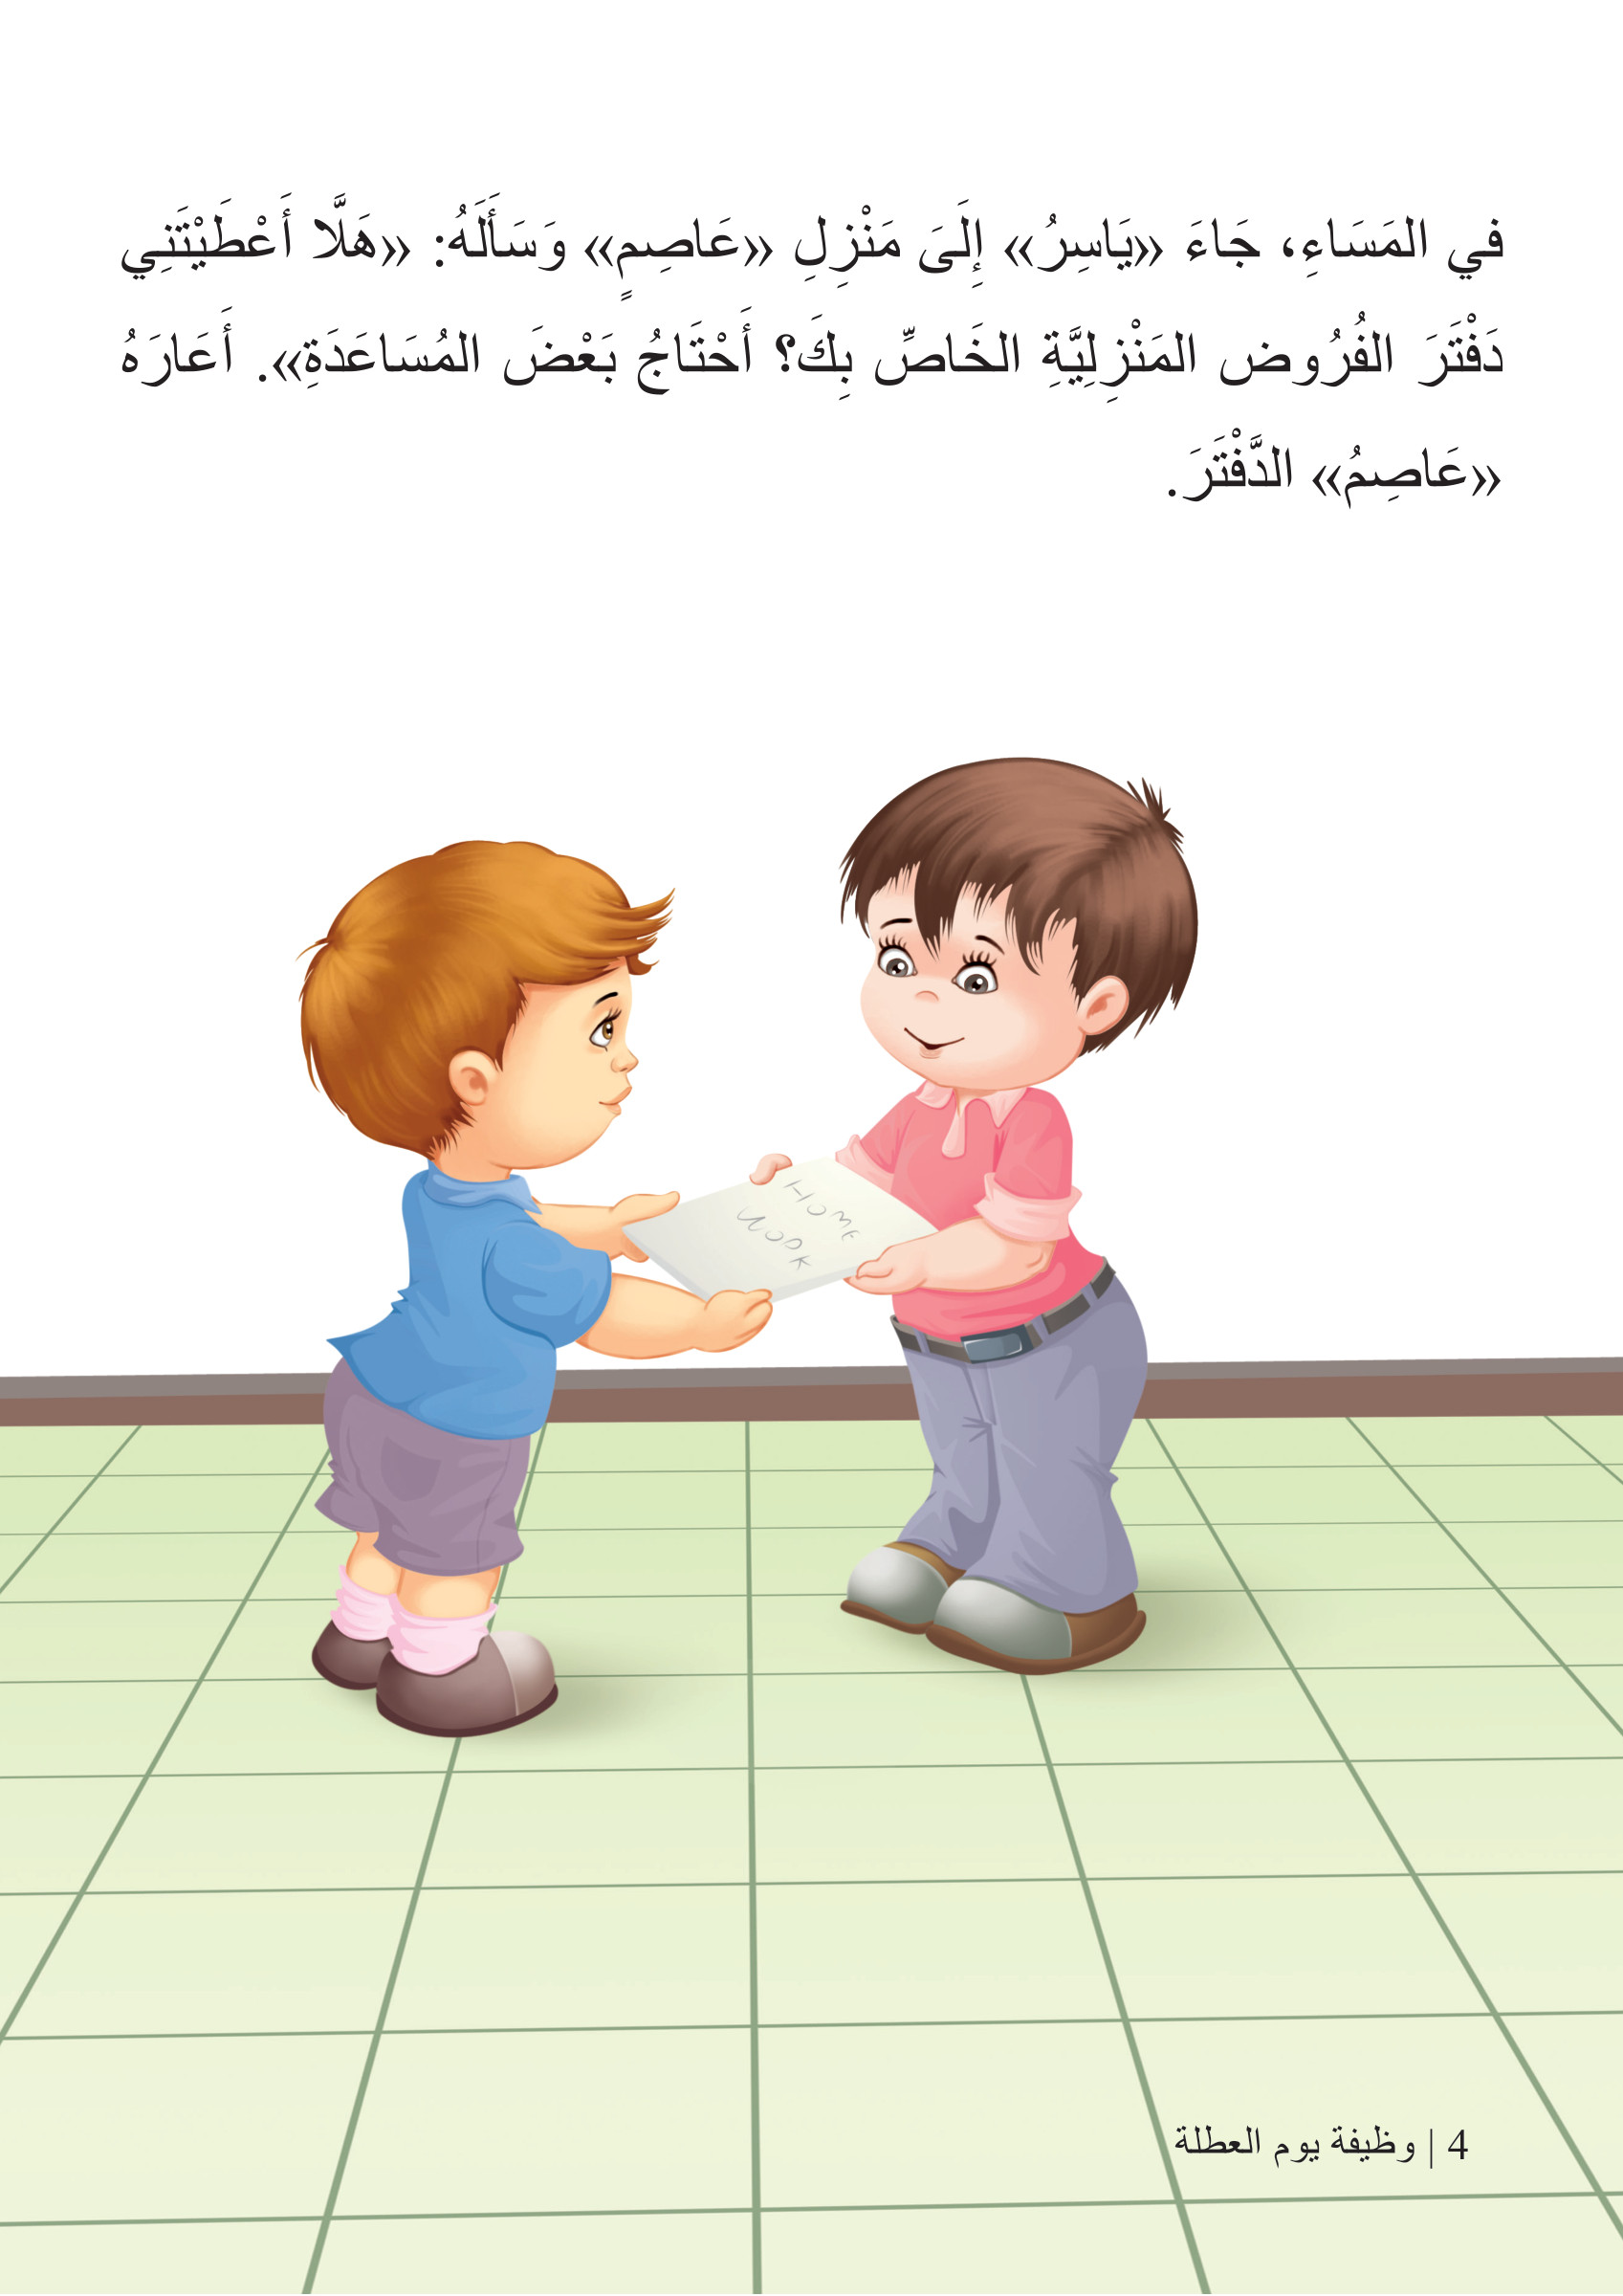 في المَسَاءِ، جَاءَ «يَاسِرُ» إِلَىَ مَنْزِلِ «عَاصِمٍ» وَسَأَلَهُ: «هَلَّا أَعْطَيْتَنِي
دَفْتَرَ الفُرُوض المَنْزِلِيَّةِ الخَاصِّ بِكَ؟ أَحْتَاجُ بَعْضَ المُسَاعَدَةِ». أَعَارَهُ
«عَاصِمُ» الدَّفْتَرَ.
HOME
WORK
4 | وظيفة يوم العطلة